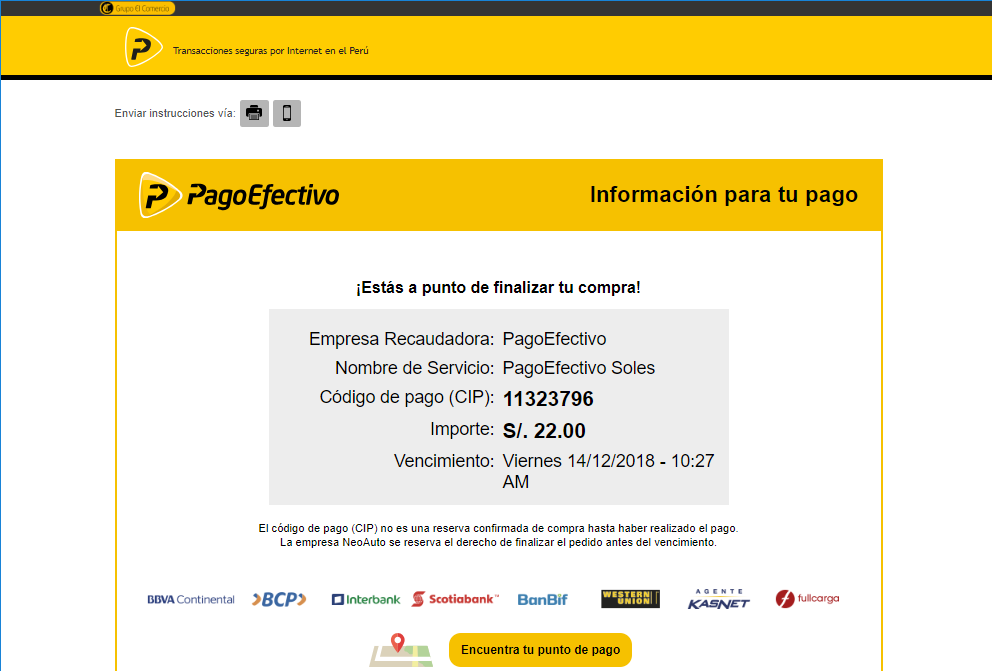 Grupo El Comercio
Transacciones seguras por Internet en el Perú
Enviar instrucciones vía:
PagoEfectivo
Información para tu pago
¡Estás a punto de finalizar tu compra!
Empresa Recaudadora: PagoEfectivo
Nombre de Servicio: PagoEfectivo Soles
Código de pago (CIP): 11323796
Importe: S/. 22.00
Vencimiento: Viernes 14/12/2018 - 10:27
AM
El código de pago (CIP) no es una reserva confirmada de compra hasta haber realizado el pago.
La empresa NeoAuto se reserva el derecho de finalizar el pedido antes del vencimiento.
BBVA Continental BCP Interbank Scotiabank BanBif WESTERN UNION AGENTE KASNET fullcarga
Encuentra tu punto de pago